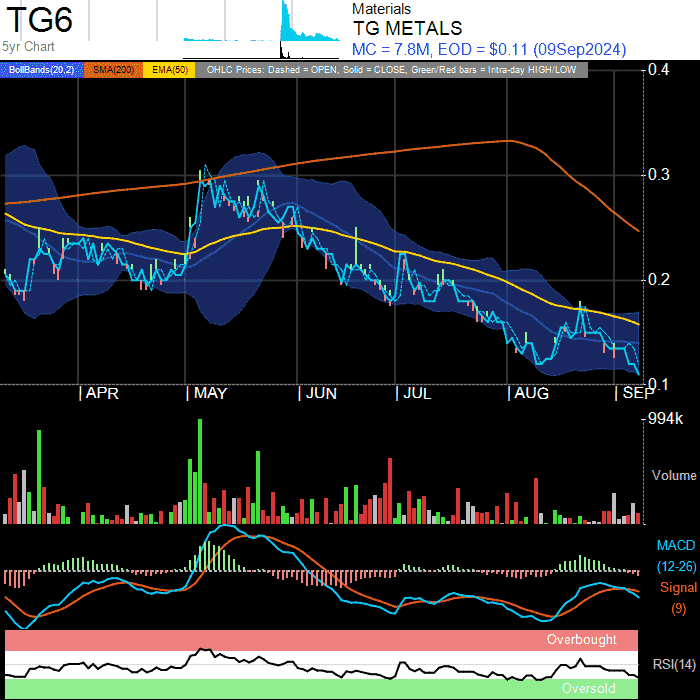 TG6
5yr Chart
Materials
TG METALS
MC = 7.8M, EOD = $0.11 (09Sep2024)
BollBands(20,2) SMA(200) EMA(50) OHLC Prices: Dashed = OPEN, Solid = CLOSE, Green/Red bars = Intra-day HIGH/LOW
0.4
0.3
0.2
0.1
| APR | MAY | JUN | JUL | AUG | SEP
994k
Volume
MACD
(12-26)
Signal
(9)
Overbought
RSI(14)
Oversold